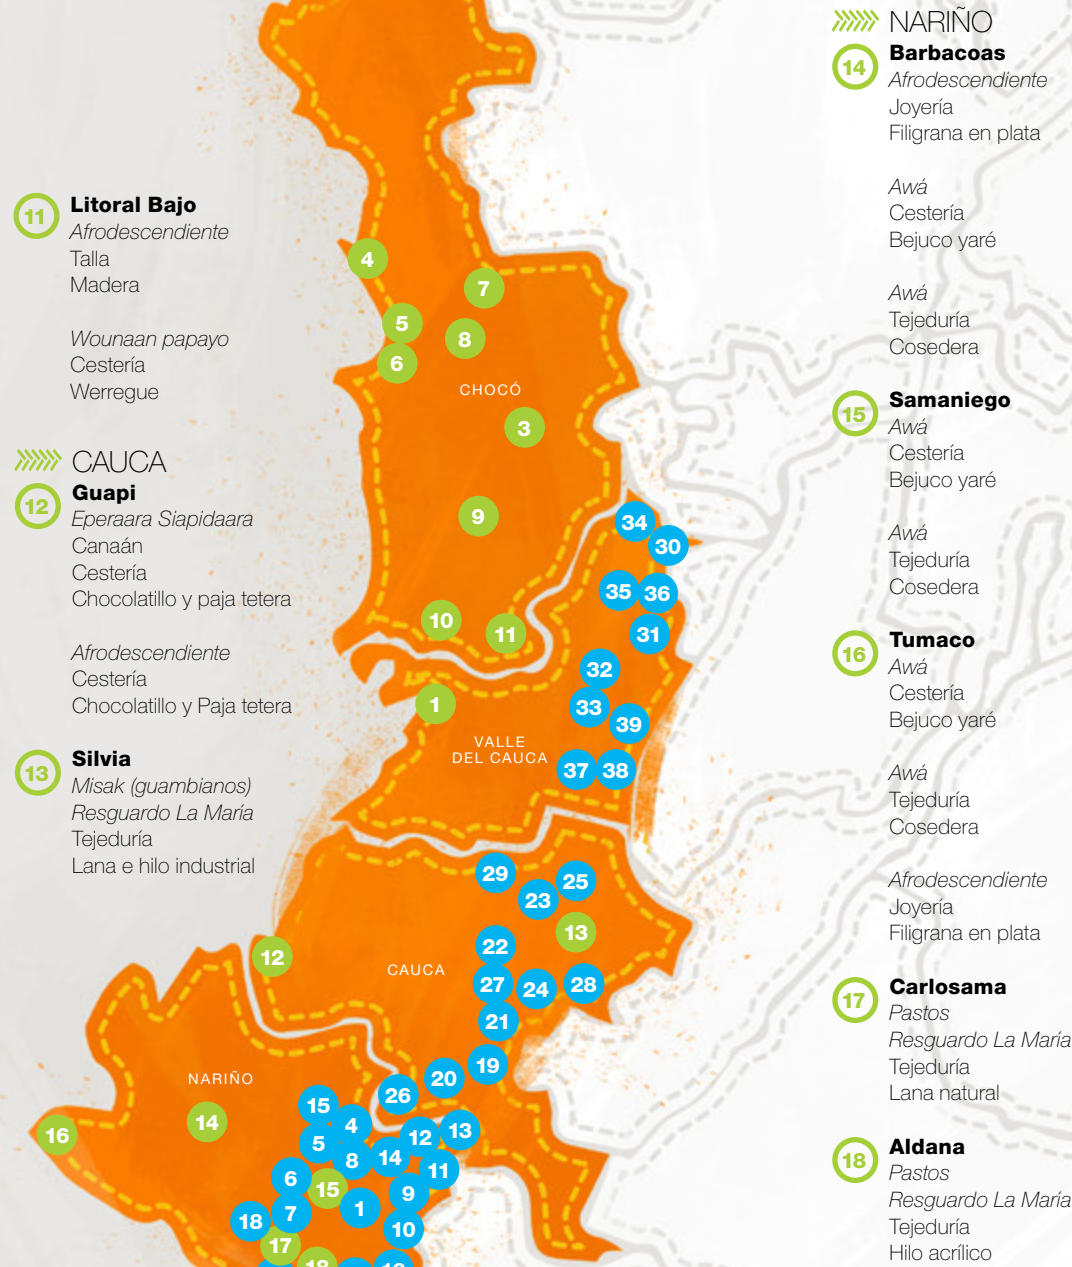 11
Litoral Bajo
Afrodescendiente
Talla
Madera
Wounaan papayo
Cestería
Werregue
CAUCA
12
Guapi
Eperaara Siapidaara
Canaán
Cestería
Chocolatillo y paja tetera
Afrodescendiente
Cestería
Chocolatillo y Paja tetera
13
Silvia
Misak (guambianos)
Resguardo La María
Tejeduría
Lana e hilo industrial
4
7
5
8
6
CHOCÓ
3
9
34
30
35
36
10
11
31
32
1
33
39
VALLE
DEL CAUCA
37
38
29
25
23
13
22
12
CAUCA
27
24
28
21
19
20
NARIÑO
26
15
14
4
16
5
12
13
8
14
11
6
15
9
7
1
18
10
17
18
NARIÑO
14
Barbacoas
Afrodescendiente
Joyería
Filigrana en plata
Awá
Cestería
Bejuco yaré
Awá
Tejeduría
Cosedera
15
Samaniego
Awá
Cestería
Bejuco yaré
Awá
Tejeduría
Cosedera
16
Tumaco
Awá
Cestería
Bejuco yaré
Awá
Tejeduría
Cosedera
Afrodescendiente
Joyería
Filigrana en plata
17
Carlosama
Pastos
Resguardo La María
Tejeduría
Lana natural
18
Aldana
Pastos
Resguardo La María
Tejeduría
Hilo acrílico